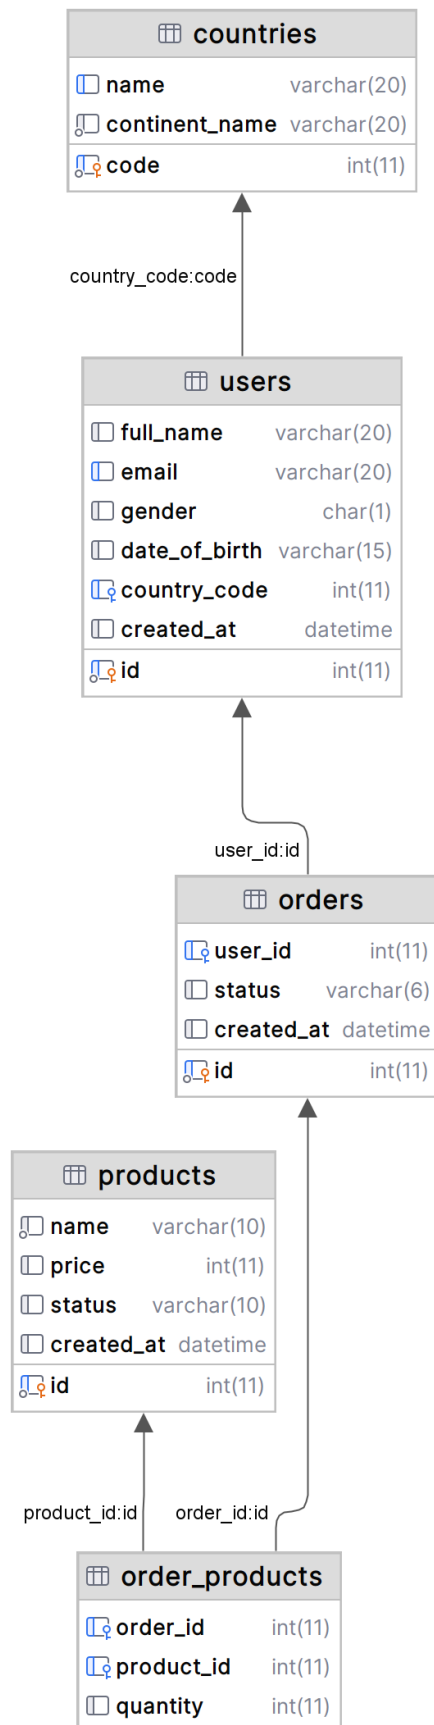 countries
name varchar(20)
continent_name varchar(20)
code int(11)
country_code:code
users
full_name varchar(20)
email varchar(20)
gender char(1)
date_of_birth varchar(15)
country_code int(11)
created_at datetime
id int(11)
user_id:id
orders
user_id int(11)
status varchar(6)
created_at datetime
id int(11)
products
name varchar(10)
price int(11)
status varchar(10)
created_at datetime
id int(11)
product_id:id
order_id:id
order_products
order_id int(11)
product_id int(11)
quantity int(11)